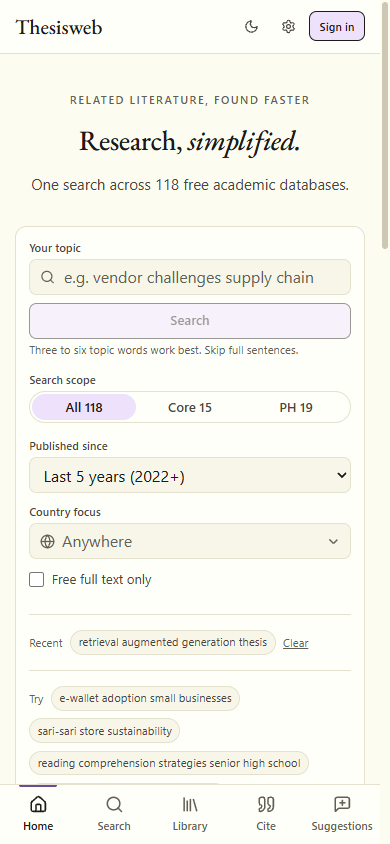 Thesisweb
Sign in
RELATED LITERATURE, FOUND FASTER
Research, simplified.
One search across 118 free academic databases.
Your topic
e.g. vendor challenges supply chain
Search
Three to six topic words work best. Skip full sentences.
Search scope
All 118 Core 15 PH 19
Published since
Last 5 years (2022+)
Country focus
Anywhere
Free full text only
Recent retrieval augmented generation thesis Clear
Try e-wallet adoption small businesses
sari-sari store sustainability
reading comprehension strategies senior high school
Home Search Library Cite Suggestions